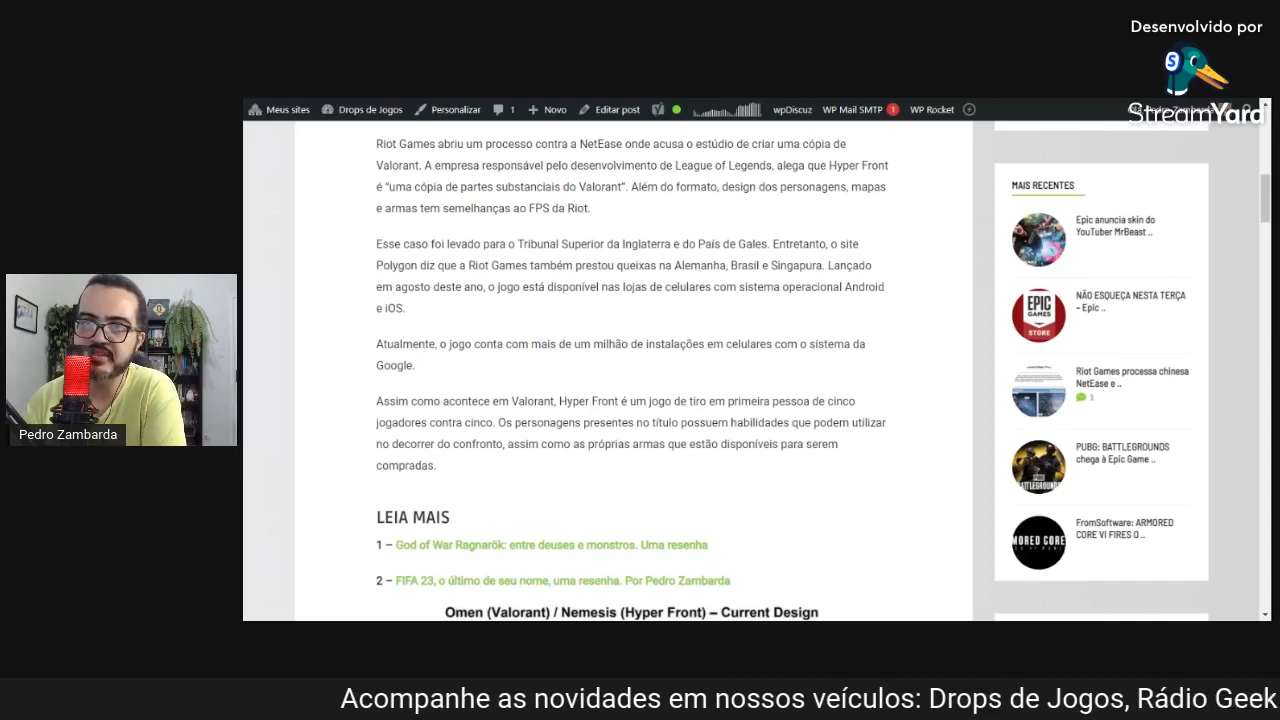 Desenvolvido por
StreamYard
Meus sites
Drops de Jogos
Personalizar
1
Novo
Editar post
wpDiscuz
WP Mail SMTP 1
WP Rocket
Riot Games abriu um processo contra a NetEase onde acusa o estúdio de criar uma cópia de
Valorant. A empresa responsável pelo desenvolvimento de League of Legends, alega que Hyper Front
é “uma cópia de partes substanciais do Valorant”. Além do formato, design dos personagens, mapas
e armas tem semelhanças ao FPS da Riot.
Esse caso foi levado para o Tribunal Superior da Inglaterra e do País de Gales. Entretanto, o site
Polygon diz que a Riot Games também prestou queixas na Alemanha, Brasil e Singapura. Lançado
em agosto deste ano, o jogo está disponível nas lojas de celulares com sistema operacional Android
e iOS.
Atualmente, o jogo conta com mais de um milhão de instalações em celulares com o sistema da
Google.
Assim como acontece em Valorant, Hyper Front é um jogo de tiro em primeira pessoa de cinco
jogadores contra cinco. Os personagens presentes no título possuem habilidades que podem utilizar
no decorrer do confronto, assim como as próprias armas que estão disponíveis para serem
compradas.
LEIA MAIS
1 – God of War Ragnarök: entre deuses e monstros. Uma resenha
2 – FIFA 23, o último de seu nome, uma resenha. Por Pedro Zambarda
Omen (Valorant) / Nemesis (Hyper Front) – Current Design
MAIS RECENTES
Epic anuncia skin do
YouTuber MrBeast ..
EPIC
GAMES
STORE
NÃO ESQUEÇA NESTA TERÇA
– Epic ..
Riot Games processa chinesa
NetEase e ..
1
BATTLEGROUNDS
PUBG: BATTLEGROUNDS
chega à Epic Game ..
MORED CORE
FromSoftware: ARMORED
CORE VI FIRES O ..
Pedro Zambarda
Acompanhe as novidades em nossos veículos: Drops de Jogos, Rádio Geek